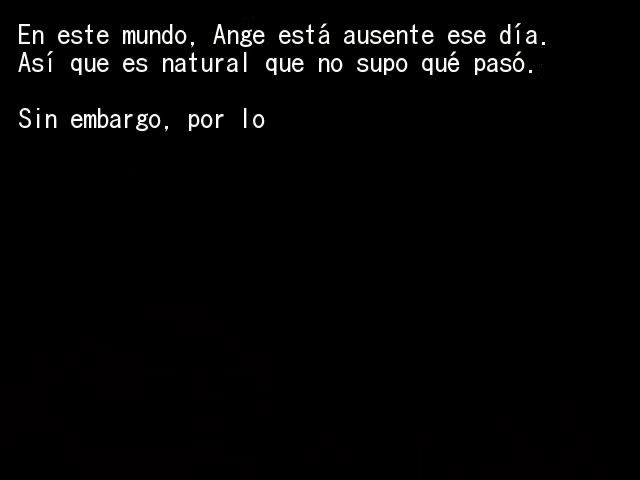 En este mundo, Ange está ausente ese día.
Así que es natural que no supo qué pasó.
Sin embargo, por lo